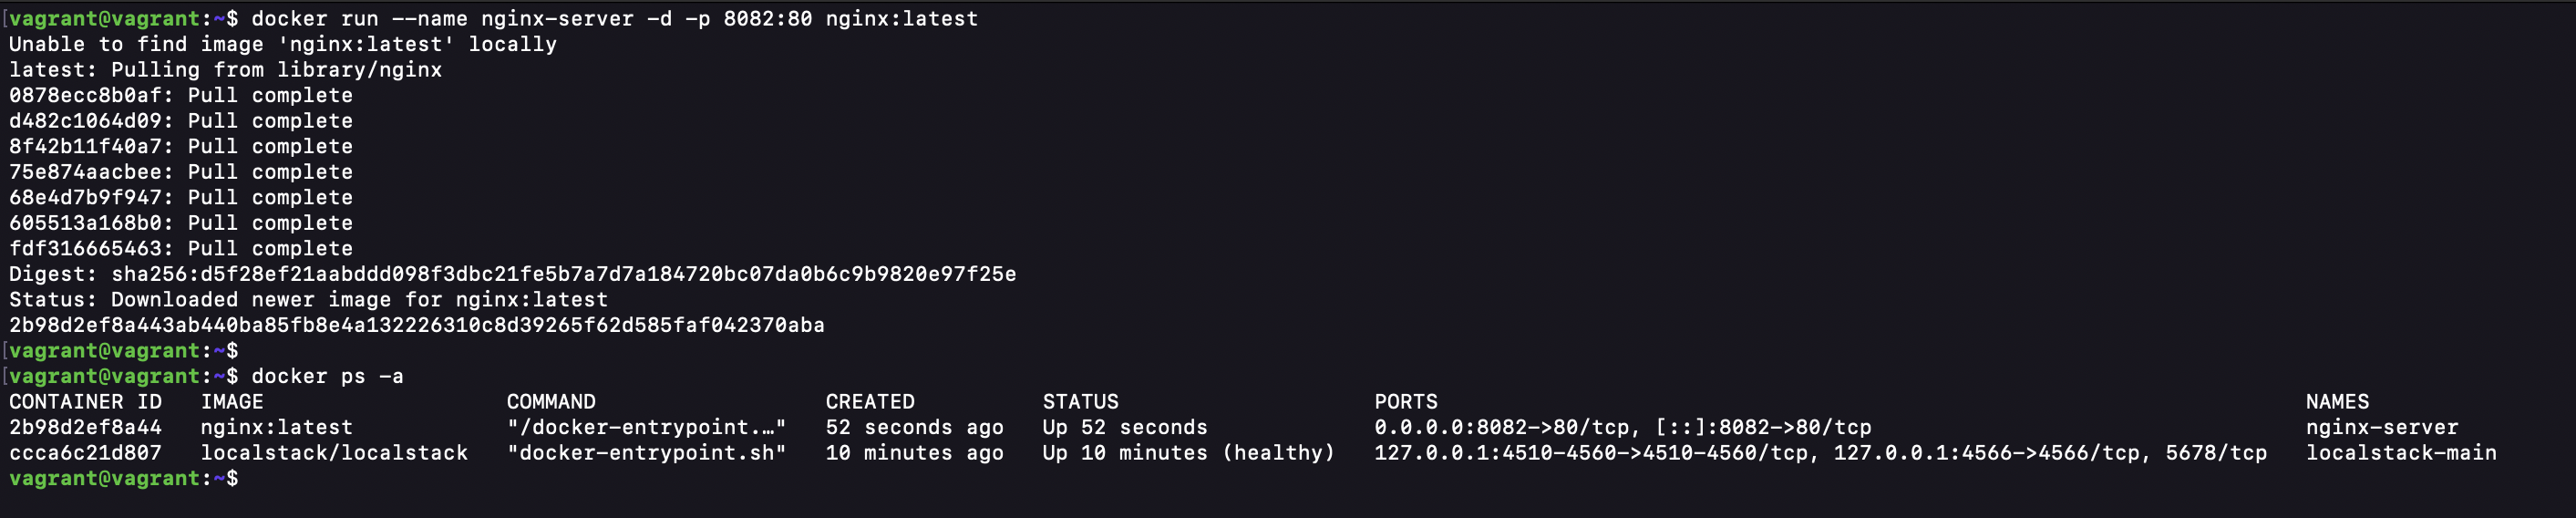 [vagrant@vagrant:~$ docker run --name nginx-server -d -p 8082:80 nginx:latest
Unable to find image 'nginx:latest' locally
latest: Pulling from library/nginx
0878ecc8b0af: Pull complete
d482c1064d09: Pull complete
8f42b11f40a7: Pull complete
75e874aacbee: Pull complete
68e4d7b9f947: Pull complete
605513a168b0: Pull complete
fdf316665463: Pull complete
Digest: sha256:d5f28ef21aabddd098f3dbc21fe5b7a7d7a184720bc07da0b6c9b9820e97f25e
Status: Downloaded newer image for nginx:latest
2b98d2ef8a443ab440ba85fb8e4a132226310c8d39265f62d585faf042370aba
[vagrant@vagrant:~$
[vagrant@vagrant:~$ docker ps -a
CONTAINER ID   IMAGE                   COMMAND                  CREATED          STATUS                    PORTS                                                                    NAMES
2b98d2ef8a44   nginx:latest            "/docker-entrypoint.…"   52 seconds ago   Up 52 seconds             0.0.0.0:8082->80/tcp, [::]:8082->80/tcp                                  nginx-server
ccca6c21d807   localstack/localstack   "docker-entrypoint.sh"   10 minutes ago   Up 10 minutes (healthy)   127.0.0.1:4510-4560->4510-4560/tcp, 127.0.0.1:4566->4566/tcp, 5678/tcp   localstack-main
vagrant@vagrant:~$